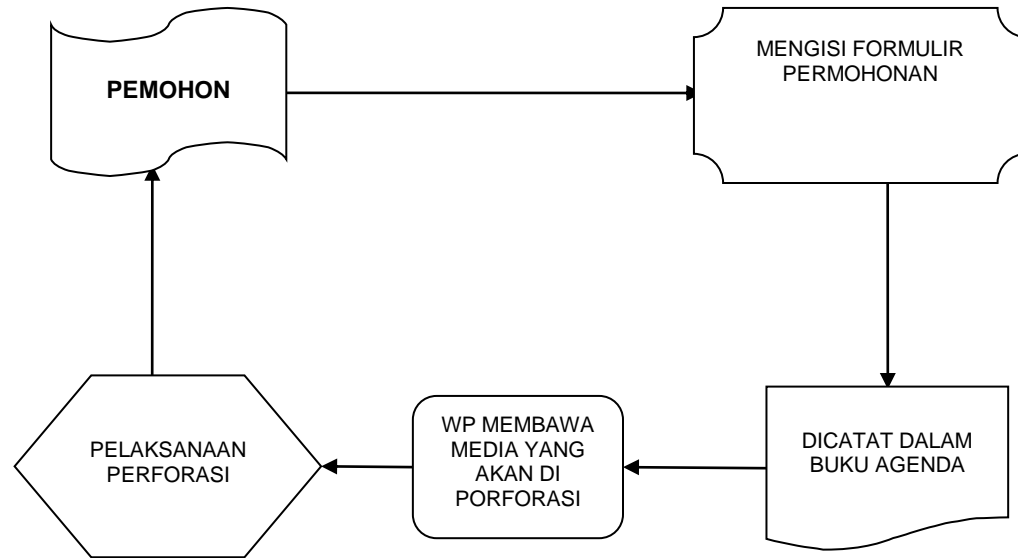 PEMOHON
MENGISI FORMULIR
PERMOHONAN
DICATAT DALAM
BUKU AGENDA
WP MEMBAWA
MEDIA YANG
AKAN DI
PORFORASI
PELAKSANAAN
PERFORASI